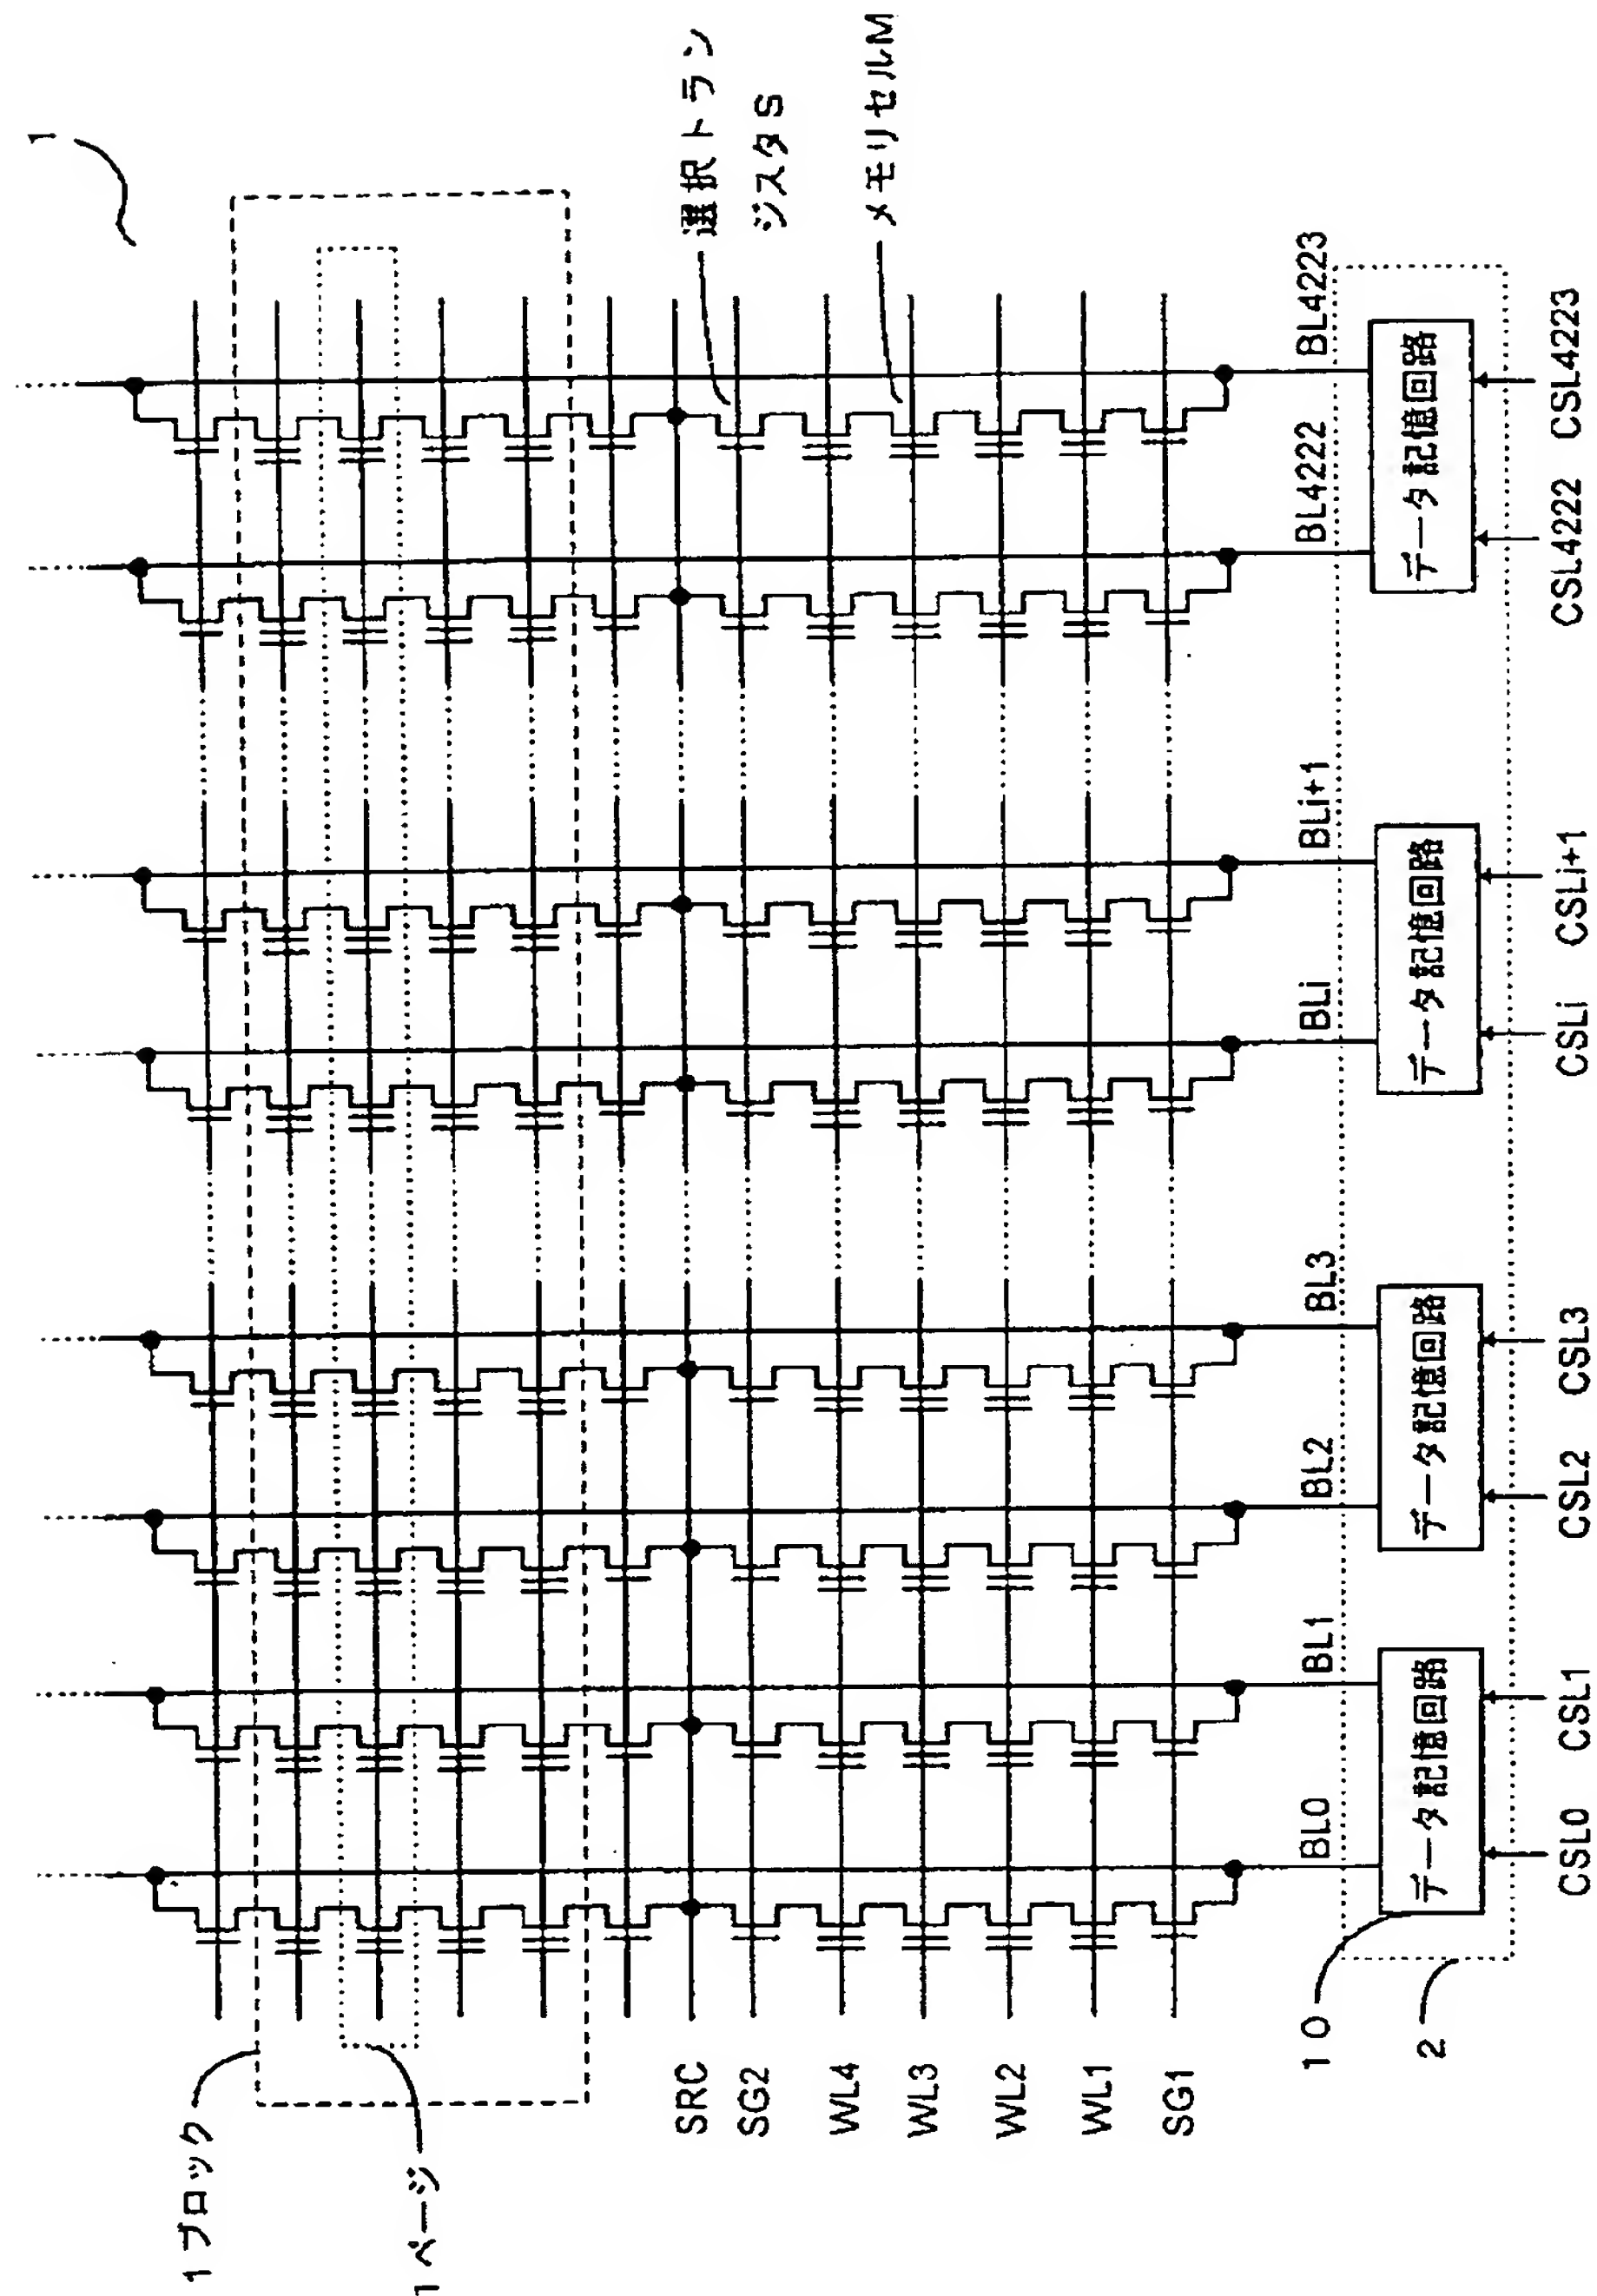 1
1ブロック
1ページ
選択トラン
ジスタS
メモリセルM
SRC
SG2
WL4
WL3
WL2
WL1
SG1
BL0
BL1
BL2
BL3
BLi
BLi+1
BL4222
BL4223
10
データ記憶回路
データ記憶回路
データ記憶回路
データ記憶回路
2
CSL0
CSL1
CSL2
CSL3
CSLi
CSLi+1
CSL4222
CSL4223